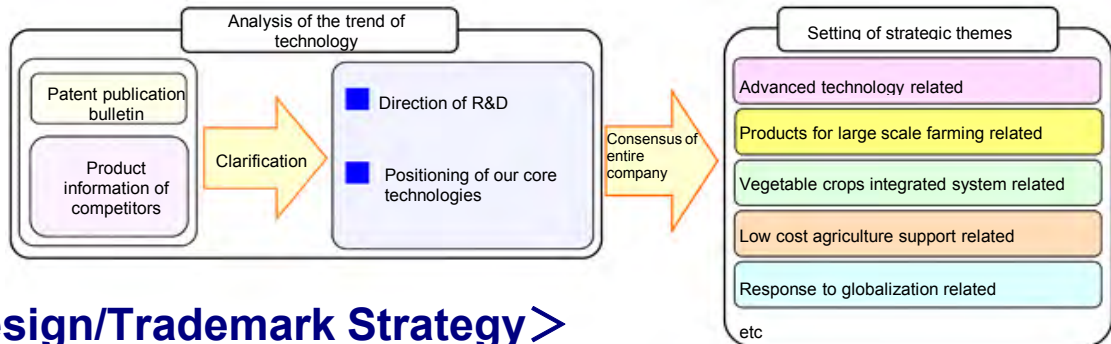 Analysis of the trend of
technology
Patent publication
bulletin
Product
information of
competitors
Clarification
Direction of R&D
Positioning of our core
technologies
Consensus of
entire
company
Setting of strategic themes
Advanced technology related
Products for large scale farming related
Vegetable crops integrated system related
Low cost agriculture support related
Response to globalization related
etc
esign/Trademark Strategy＞